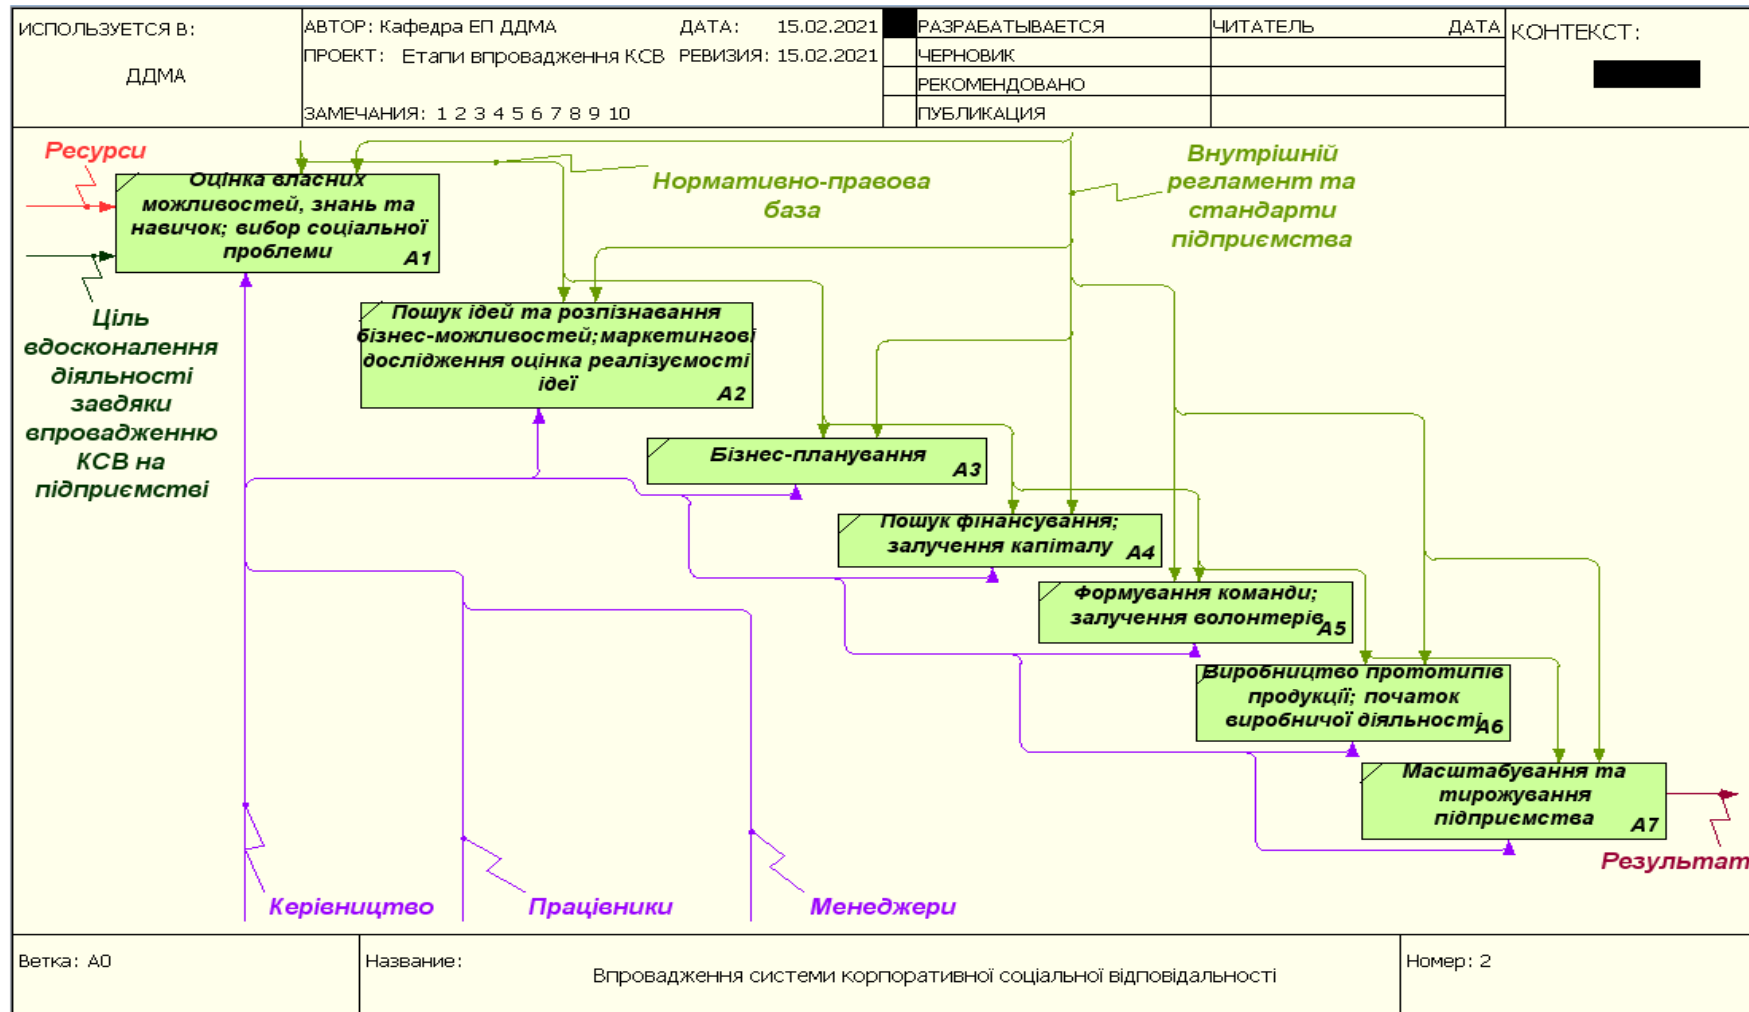 ИСПОЛЬЗУЕТСЯ В:
ДДМА
АВТОР: Кафедра ЕП ДДМА
ДАТА: 15.02.2021
ПРОЕКТ: Етапи впровадження КСВ
РЕВИЗИЯ: 15.02.2021
ЗАМЕЧАНИЯ: 1 2 3 4 5 6 7 8 9 10
РАЗРАБАТЫВАЕТСЯ
ЧЕРНОВИК
РЕКОМЕНДОВАНО
ПУБЛИКАЦИЯ
ЧИТАТЕЛЬ
ДАТА
КОНТЕКСТ:
Ресурси
Оцінка власних
можливостей, знань та
навичок; вибор соціальної
проблеми
A1
Нормативно-правова
база
Внутрішній
регламент та
стандарти
підприємства
Ціль
вдосконалення
діяльності
завдяки
впровадженню
КСВ на
підприємстві
Пошук ідей та розпізнавання
бізнес-можливостей;маркетингові
дослідження оцінка реалізуємості
ідеї
A2
Бізнес-планування
A3
Пошук фінансування;
залучення капіталу
A4
Формування команди;
залучення волонтерів
A5
Виробництво прототипів
продукції; початок
виробничої діяльності
A6
Масштабування та
тирожування
підприємства
A7
Результат
Керівництво
Працівники
Менеджери
Ветка: A0
Название:
Впровадження системи корпоративної соціальної відповідальності
Номер: 2